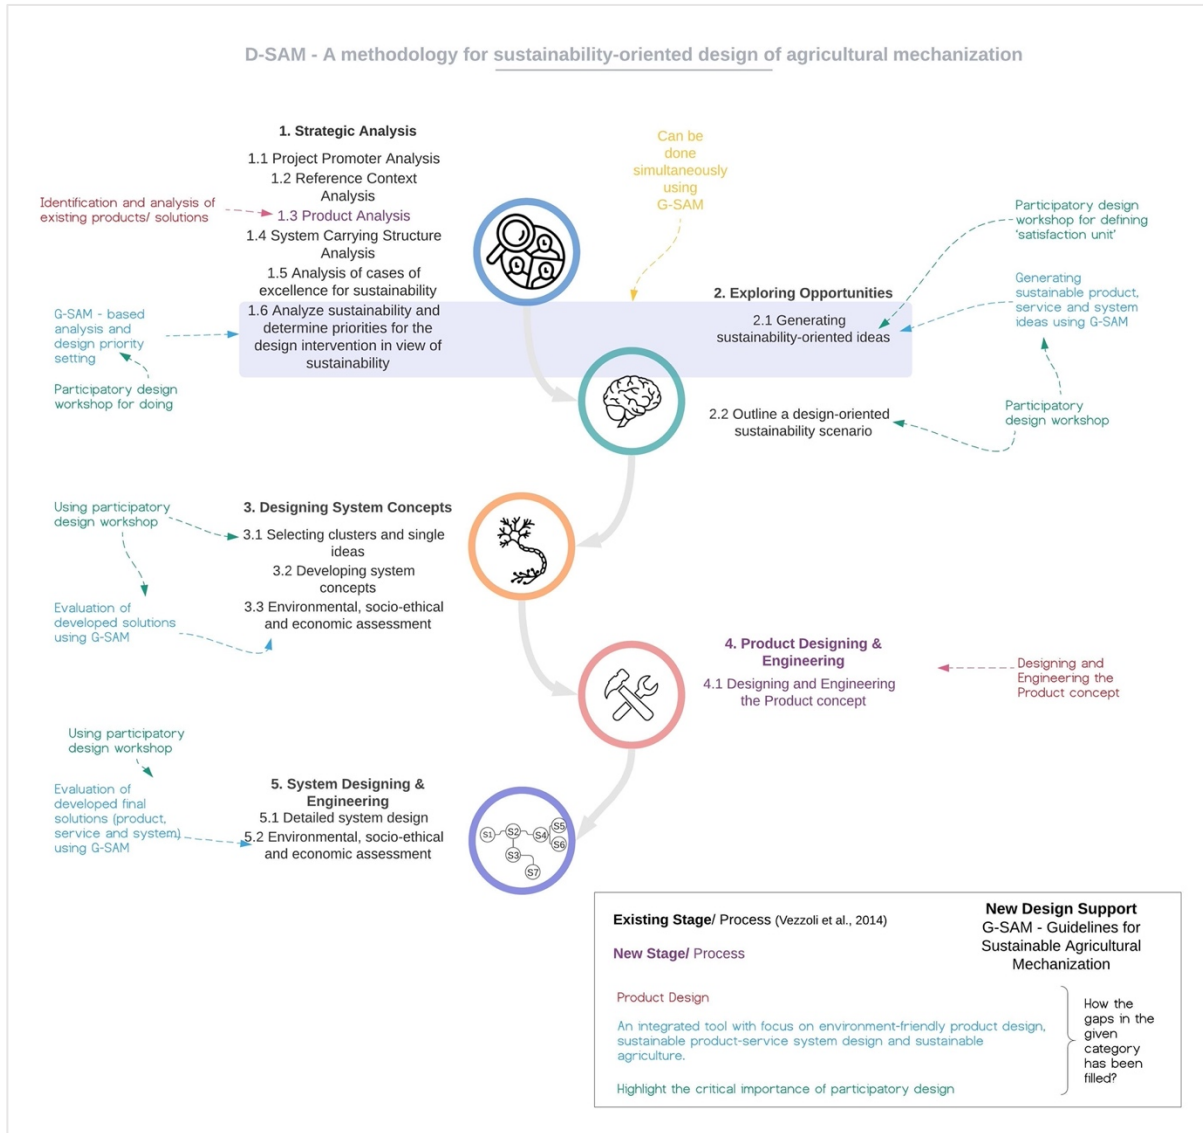 D-SAM - A methodology for sustainability-oriented design of agricultural mechanization
1. Strategic Analysis
1.1 Project Promoter Analysis
1.2 Reference Context
Analysis
1.3 Product Analysis
1.4 System Carrying Structure
Analysis
1.5 Analysis of cases of
excellence for sustainability
1.6 Analyze sustainability and
determine priorities for the
design intervention in view of
sustainability
Identification and analysis of
existing products/ solutions
G-SAM - based
analysis and
design priority
setting
Participatory design
workshop for doing
Can be
done
simultaneously
using
G-SAM
2. Exploring Opportunities
2.1 Generating
sustainability-oriented ideas
2.2 Outline a design-oriented
sustainability scenario
Participatory design
workshop for defining
‘satisfaction unit’
Generating
sustainable product,
service and system
ideas using G-SAM
Participatory
design workshop
Using participatory
design workshop
Evaluation of
developed solutions
using G-SAM
3. Designing System Concepts
3.1 Selecting clusters and single
ideas
3.2 Developing system
concepts
3.3 Environmental, socio-ethical
and economic assessment
4. Product Designing &
Engineering
4.1 Designing and Engineering
the Product concept
Designing and
Engineering the
Product concept
Using participatory
design workshop
Evaluation of
developed final
solutions (product,
service and system)
using G-SAM
5. System Designing &
Engineering
5.1 Detailed system design
5.2 Environmental, socio-ethical
and economic assessment
S1
S2
S3
S4
S5
S6
S7
Existing Stage/ Process (Vezzoli et al., 2014)
New Stage/ Process
New Design Support
G-SAM - Guidelines for
Sustainable Agricultural
Mechanization
Product Design
An integrated tool with focus on environment-friendly product design,
sustainable product-service system design and sustainable
agriculture.
Highlight the critical importance of participatory design
How the
gaps in the
given
category
has been
filled?